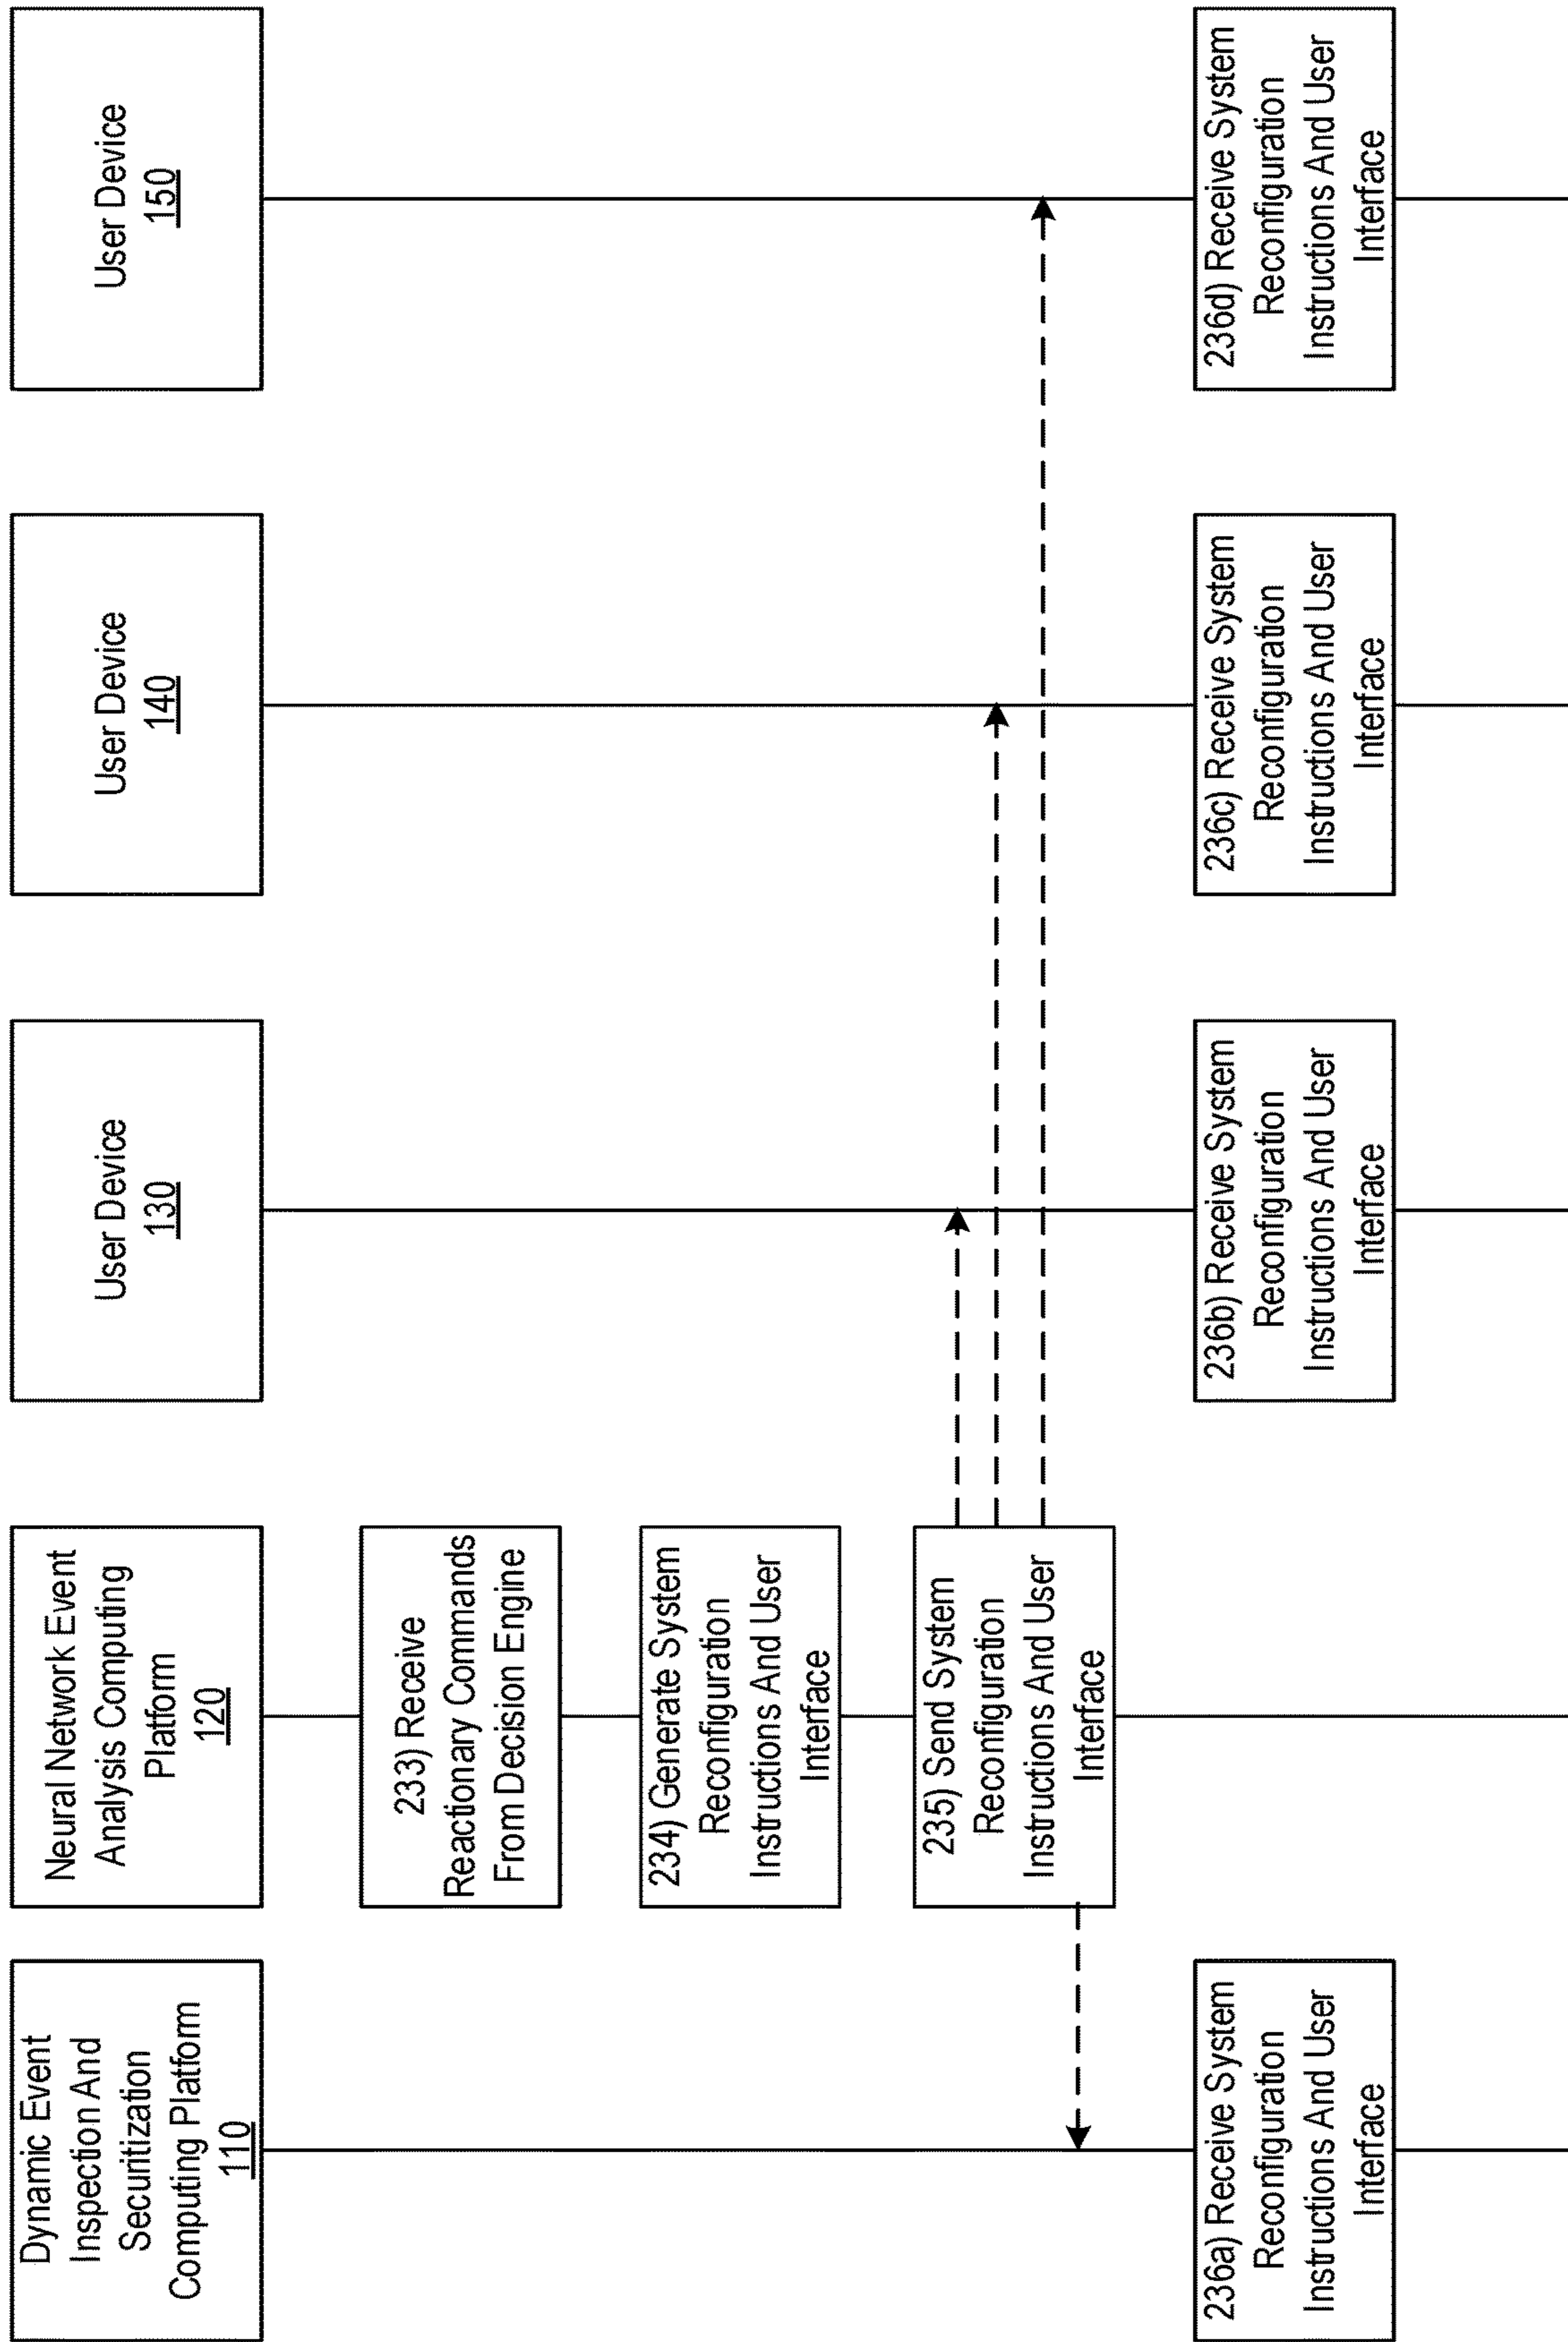 Dynamic Event
Inspection And
Securitization
Computing Platform
110
Neural Network Event
Analysis Computing
Platform
120
User Device
130
User Device
140
User Device
150
233) Receive
Reactionary Commands
From Decision Engine
234) Generate System
Reconfiguration
Instructions And User
Interface
235) Send System
Reconfiguration
Instructions And User
Interface
236a) Receive System
Reconfiguration
Instructions And User
Interface
236b) Receive System
Reconfiguration
Instructions And User
Interface
236c) Receive System
Reconfiguration
Instructions And User
Interface
236d) Receive System
Reconfiguration
Instructions And User
Interface